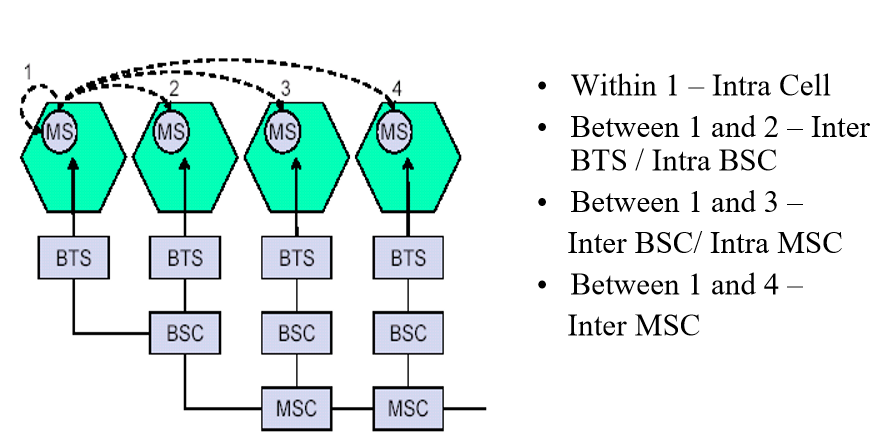 1 2 3 4
MS MS MS MS
BTS BTS BTS BTS
BSC BSC BSC
MSC MSC
• Within 1 – Intra Cell
• Between 1 and 2 – Inter
BTS / Intra BSC
• Between 1 and 3 –
Inter BSC/ Intra MSC
• Between 1 and 4 –
Inter MSC